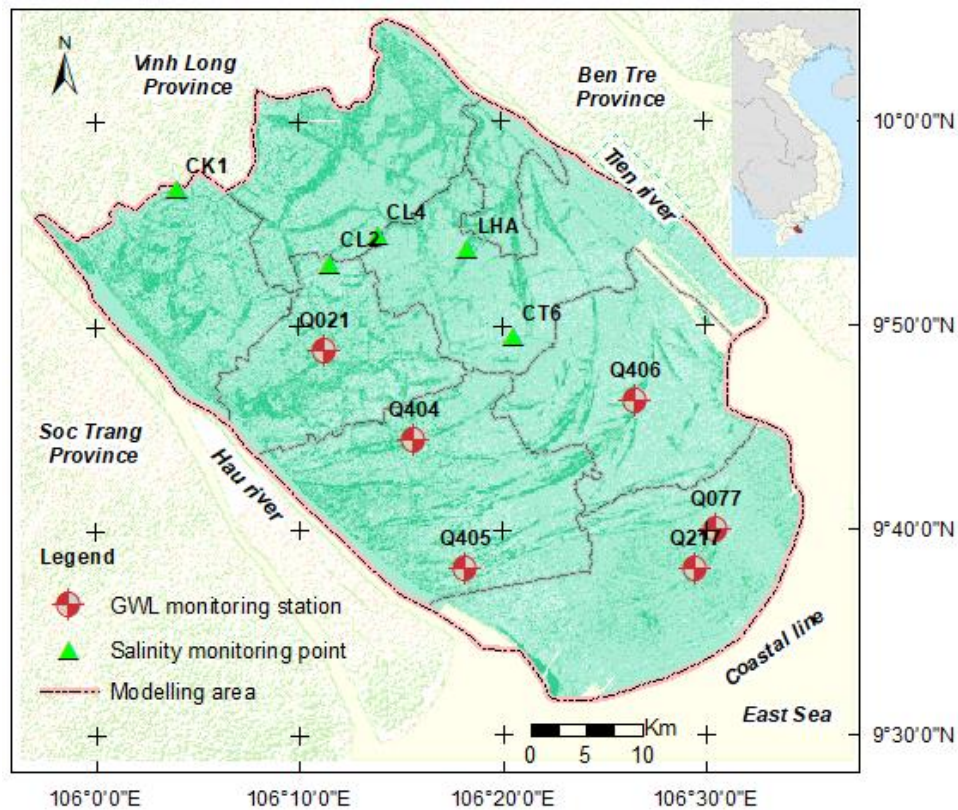 N
Vinh Long
Province
Ben Tre
Province
10°0'0"N
Tien river
CK1
CL4
CL2
LHA
CT6
9°50'0"N
Q021
Q406
Q404
Soc Trang
Province
Hau river
Q077
9°40'0"N
Q405
Q217
Legend
GWL monitoring station
Salinity monitoring point
Modelling area
Coastal line
East Sea
Km
0 5 10
9°30'0"N
106°0'0"E 106°10'0"E 106°20'0"E 106°30'0"E